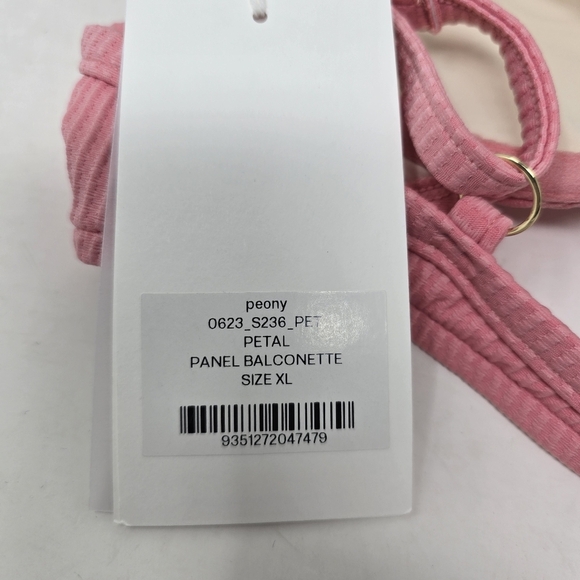 peony
0623_S236_PET
PETAL
PANEL BALCONETTE
SIZE XL
9351272047479